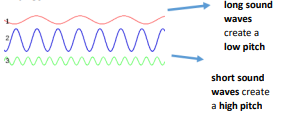 long sound
waves
create a
low pitch
1
2
3
short sound
waves create
a high pitch